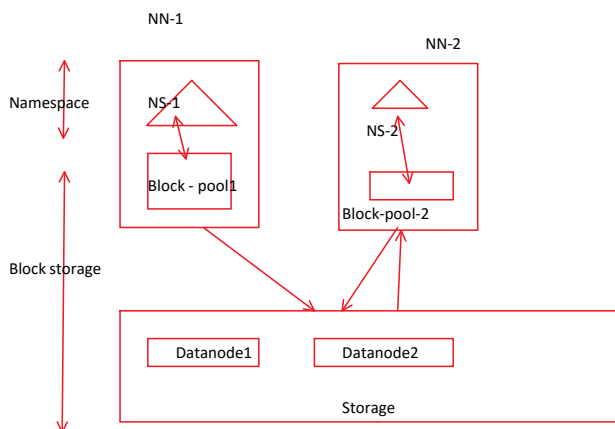 NN-1
NN-2
Namespace
NS-1
NS-2
Block - pool1
Block-pool-2
Block storage
Datanode1
Datanode2
Storage